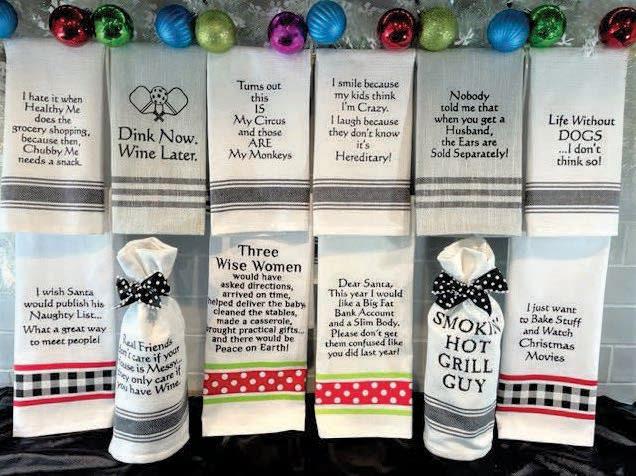 I hate it when
Healthy Me
does the
grocery shopping,
because then,
Chubby Me
needs a snack.
Dink Now.
Wine Later.
Turns out
this
IS
My Circus
and those
ARE
My Monkeys
I smile because
my kids think
I'm Crazy.
I laugh because
they don't know
it's
Hereditary!
Nobody
told me that
when you get a
Husband,
the Ears are
Sold Separately!
Life Without
DOGS
...I don't
think so!
I wish Santa
would publish his
Naughty List...
What a great way
to meet people!
Real Friends
don't care if your
house is Messy...
they only care if
you have Wine.
Three
Wise Women
would have
asked directions,
arrived on time,
helped deliver the baby,
cleaned the stables,
made a casserole,
brought practical gifts...
and there would be
Peace on Earth!
Dear Santa,
This year I would
like a Big Fat
Bank Account
and a Slim Body.
Please don't get
them confused like
you did last year!
SMOKIN'
HOT
GRILL
GUY
I just want
to Bake Stuff
and Watch
Christmas
Movies